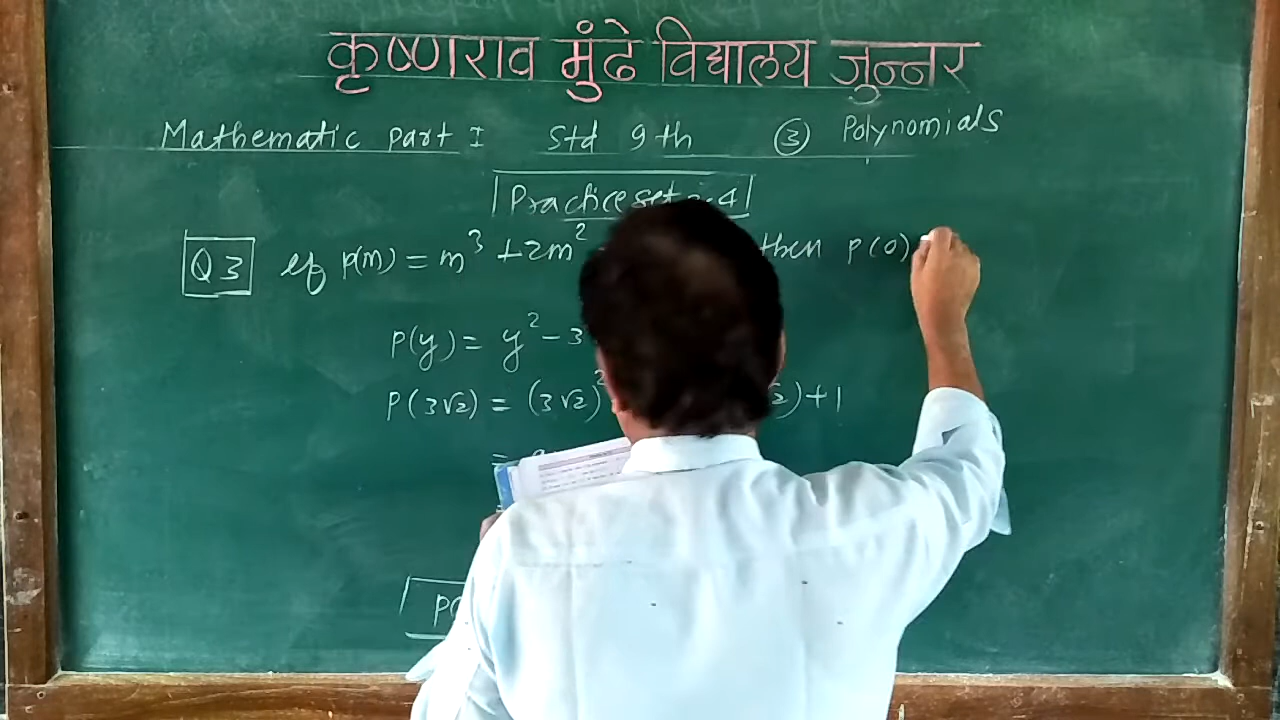 कृष्णराव मुंढे विद्यालय जुन्नर
Mathematic part I Std 9th ③ Polynomials
Practice set 3.4
Q3 if p(m) = m³ + 2m² then p(0)
p(y) = y² - 3
p(3√2) = (3√2)² √2) + 1
=
p(